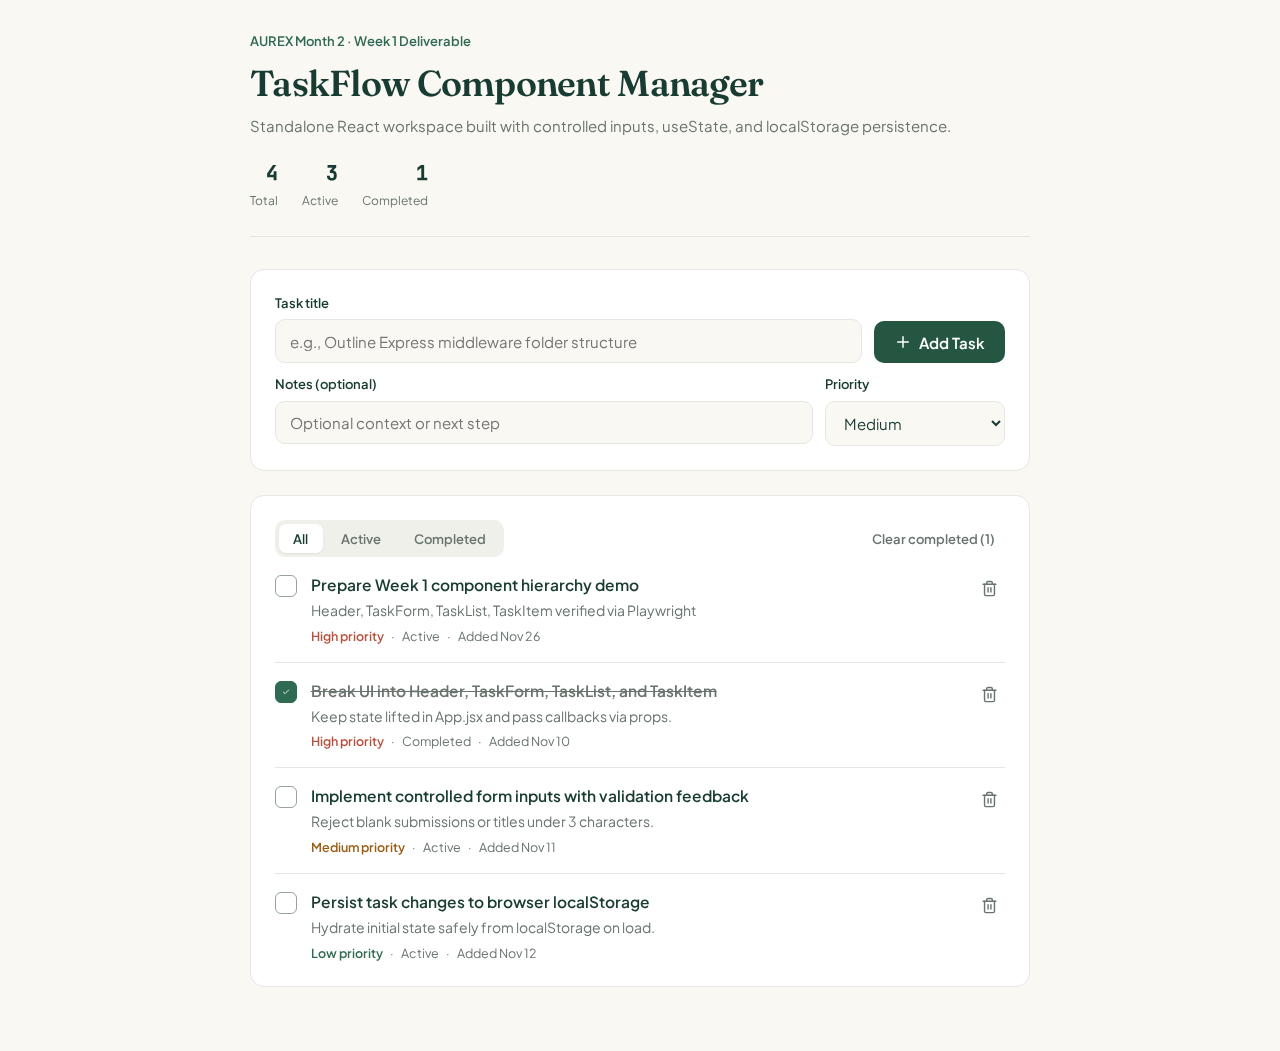 AUREX Month 2 · Week 1 Deliverable
TaskFlow Component Manager
Standalone React workspace built with controlled inputs, useState, and localStorage persistence.
4 3 1
Total Active Completed
Task title
e.g., Outline Express middleware folder structure
Add Task
Notes (optional) Priority
Optional context or next step Medium
All Active Completed Clear completed (1)
Prepare Week 1 component hierarchy demo
Header, TaskForm, TaskList, TaskItem verified via Playwright
High priority · Active · Added Nov 26
Break UI into Header, TaskForm, TaskList, and TaskItem
Keep state lifted in App.jsx and pass callbacks via props.
High priority · Completed · Added Nov 10
Implement controlled form inputs with validation feedback
Reject blank submissions or titles under 3 characters.
Medium priority · Active · Added Nov 11
Persist task changes to browser localStorage
Hydrate initial state safely from localStorage on load.
Low priority · Active · Added Nov 12